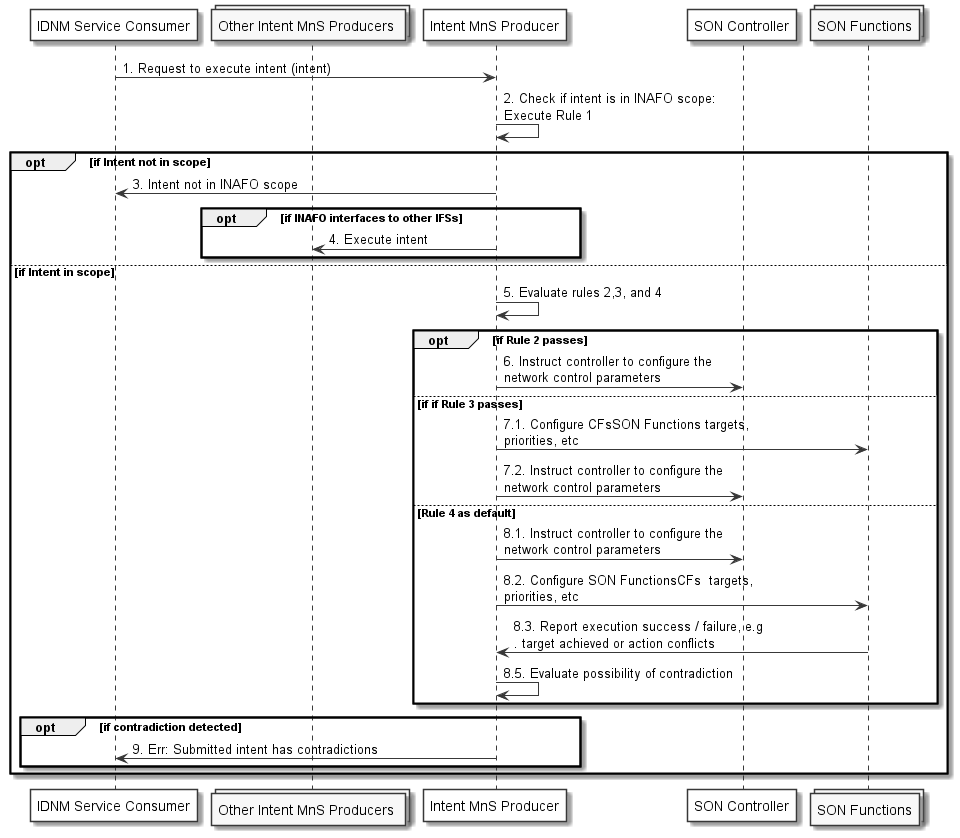 IDNM Service Consumer
Other Intent MnS Producers
Intent MnS Producer
SON Controller
SON Functions
1. Request to execute intent (intent)
2. Check if intent is in INAFO scope:
Execute Rule 1
opt
[if Intent not in scope]
3. Intent not in INAFO scope
opt
[if INAFO interfaces to other IFSs]
4. Execute intent
[if Intent in scope]
5. Evaluate rules 2,3, and 4
opt
[if Rule 2 passes]
6. Instruct controller to configure the
network control parameters
[if if Rule 3 passes]
7.1. Configure CFsSON Functions targets,
priorities, etc
7.2. Instruct controller to configure the
network control parameters
[Rule 4 as default]
8.1. Instruct controller to configure the
network control parameters
8.2. Configure SON FunctionsCFs targets,
priorities, etc
8.3. Report execution success / failure, e.g
. target achieved or action conflicts
8.5. Evaluate possibility of contradiction
opt
[if contradiction detected]
9. Err: Submitted intent has contradictions
IDNM Service Consumer
Other Intent MnS Producers
Intent MnS Producer
SON Controller
SON Functions